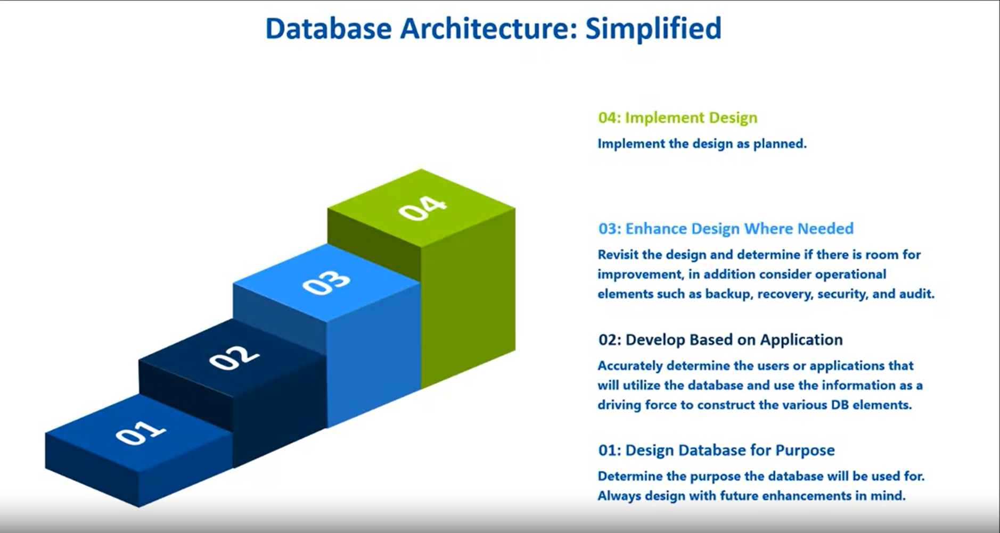 Database Architecture: Simplified
04: Implement Design
Implement the design as planned.
03: Enhance Design Where Needed
Revisit the design and determine if there is room for
improvement, in addition consider operational
elements such as backup, recovery, security, and audit.
02: Develop Based on Application
Accurately determine the users or applications that
will utilize the database and use the information as a
driving force to construct the various DB elements.
01: Design Database for Purpose
Determine the purpose the database will be used for.
Always design with future enhancements in mind.
04
03
02
01